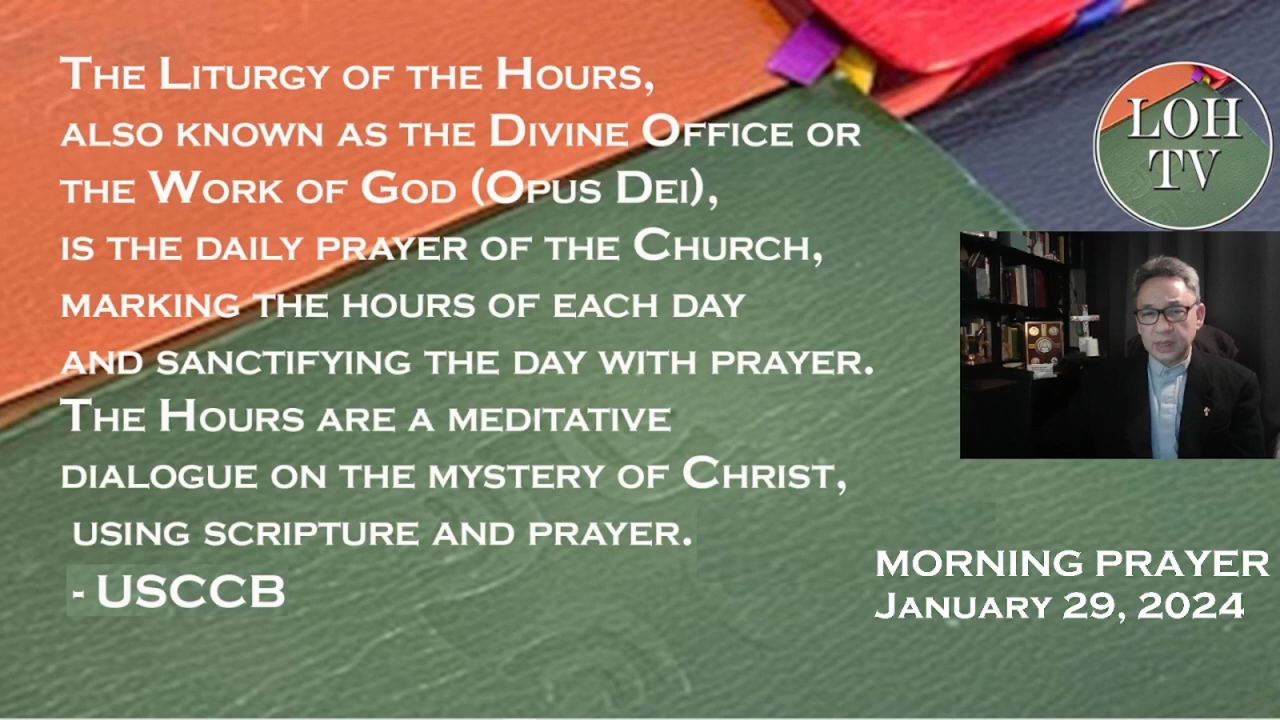 The Liturgy of the Hours,
also known as the Divine Office or
the Work of God (Opus Dei),
is the daily prayer of the Church,
marking the hours of each day
and sanctifying the day with prayer.
The Hours are a meditative
dialogue on the mystery of Christ,
using scripture and prayer.
- USCCB
LOH
TV
MORNING PRAYER
January 29, 2024